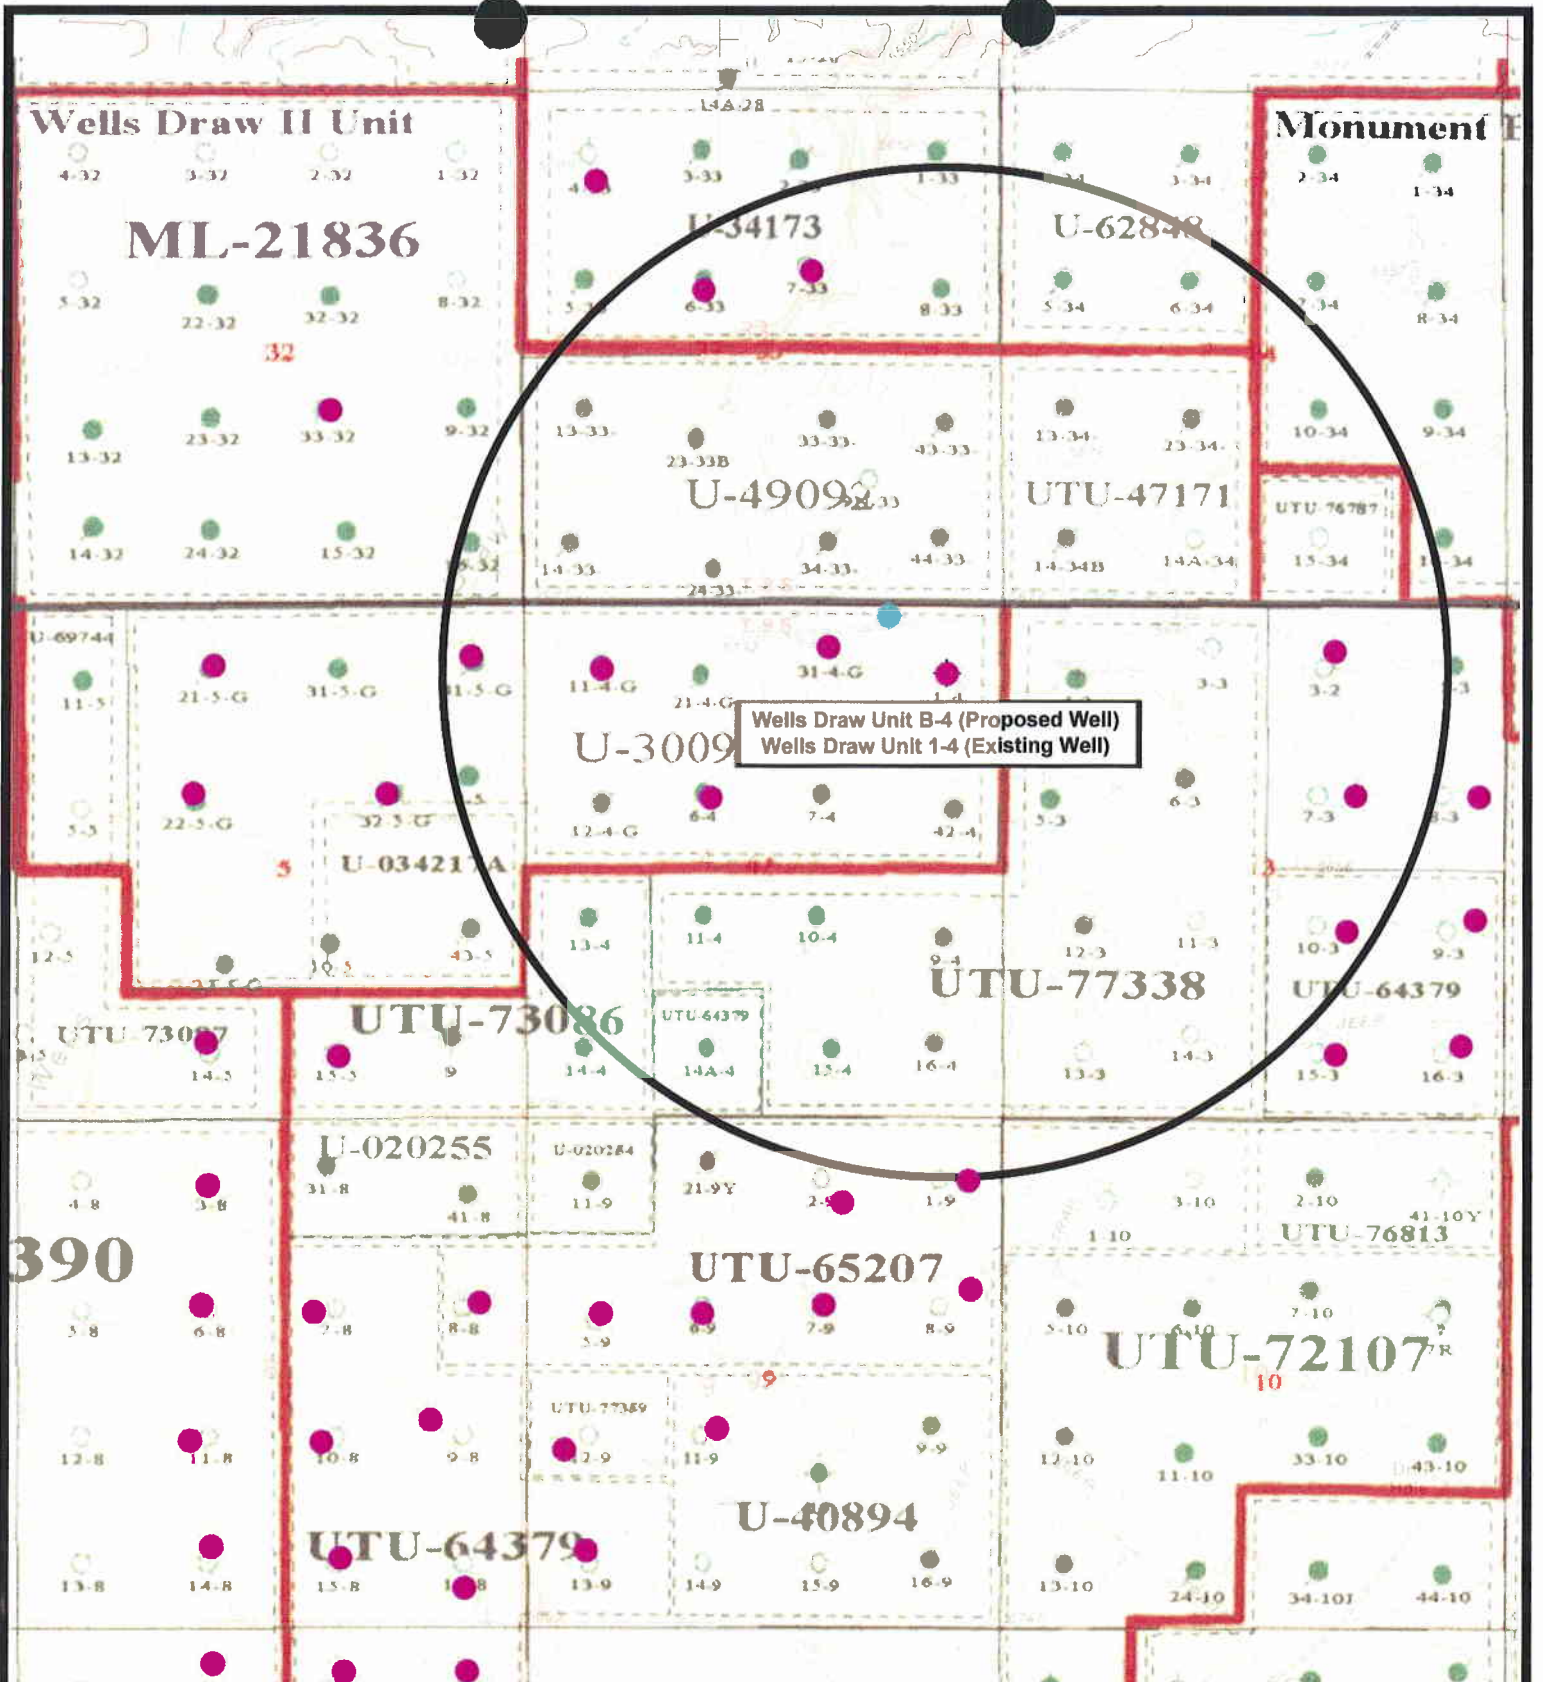 14A-28
Wells Draw II Unit
Monument
4-32 3-32 2-32 1-32
3-33 1-33
3-34
2-34 1-34
ML-21836
U-34173
U-62848
5-32 22-32 32-32 8-32
6-33 7-33 8-33
5-34 6-34
8-34
32
13-32 23-32 33-32 9-32
13-33 23-33B 33-33 43-33
13-34 23-34
10-34 9-34
U-49092
UTU-47171
UTU-76787
14-32 24-32 15-32
14-33 24-33 34-33 44-33
14-34B 14A-34
15-34
U-69744
11-5 21-5-G 31-5-G
11-4-G 21-4-G 31-4-G
3-3 3-2
Wells Draw Unit B-4 (Proposed Well)
Wells Draw Unit 1-4 (Existing Well)
U-3009
5-5 22-5-G 32-5-G
12-4-G 6-4 7-4 42-4
5-3 6-3 7-3 8-3
5
U-034217A
3
12-5
43-5
13-4 11-4 10-4 9-4
12-3 11-3 10-3 9-3
UTU-77338
UTU-64379
UTU-73086
UTU-64379
UTU-73087
14-5 15-5 9
14-4 14A-4 15-4 16-4
13-3 14-3 15-3 16-3
U-020255
U-020254
4-8 3-8 31-8 41-8
11-9 21-9Y 1-9
1-10 3-10 2-10 41-10Y
UTU-76813
390
UTU-65207
5-8 6-8 7-8 8-8
5-9 6-9 7-9 8-9
5-10 6-10 7-10
UTU-72107
9
10
UTU-77359
12-8 11-8 10-8 9-8
12-9 11-9 9-9
12-10 11-10 33-10 43-10
U-40894
UTU-64379
13-8 14-8 15-8
13-9 14-9 15-9 16-9
13-10 24-10 44-10